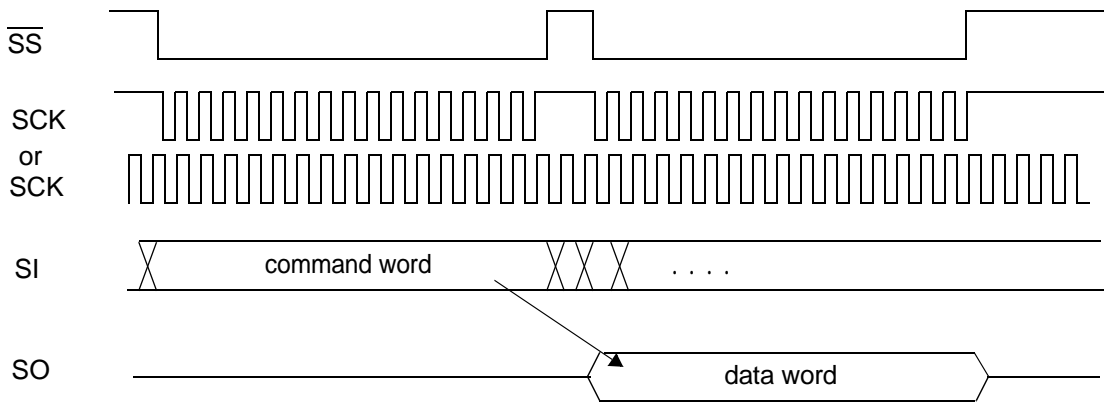 SS
SCK
or
SCK
SI
command word
. . . .
SO
data word